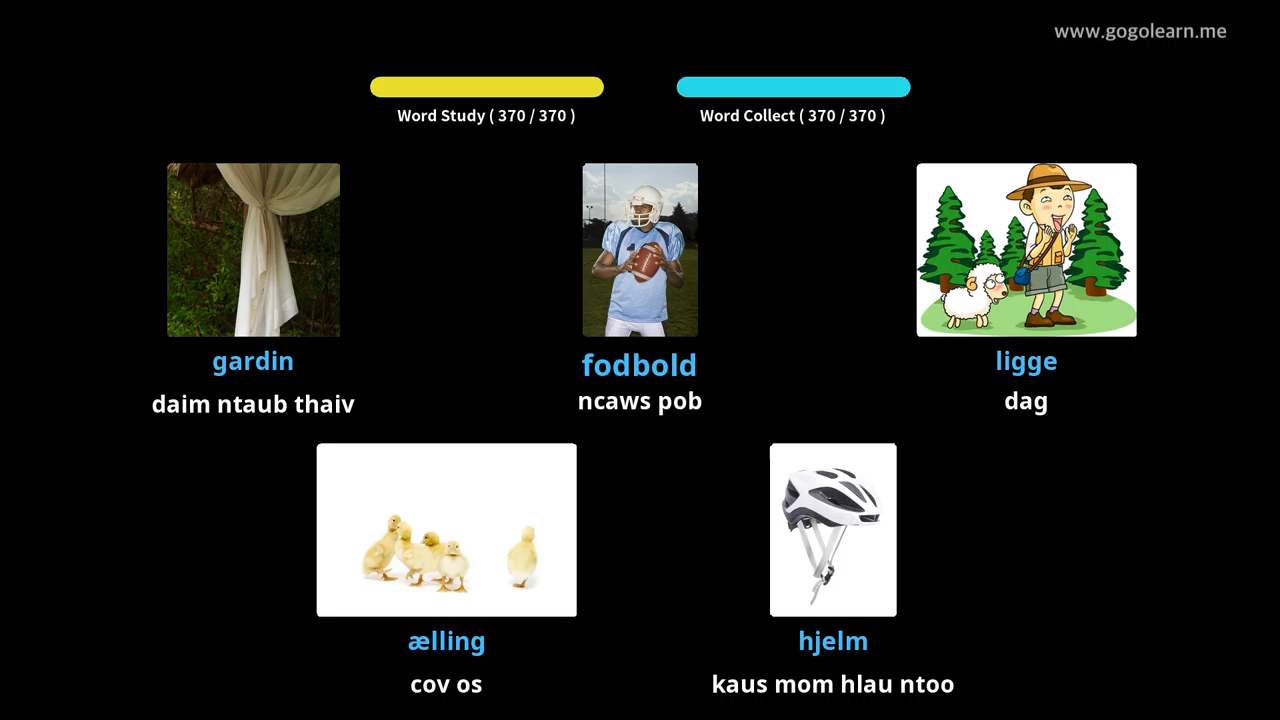 www.gogolearn.me
Word Study ( 370 / 370 )
Word Collect ( 370 / 370 )
gardin
fodbold
ligge
daim ntaub thaiv
ncaws pob
dag
ælling
hjelm
cov os
kaus mom hlau ntoo